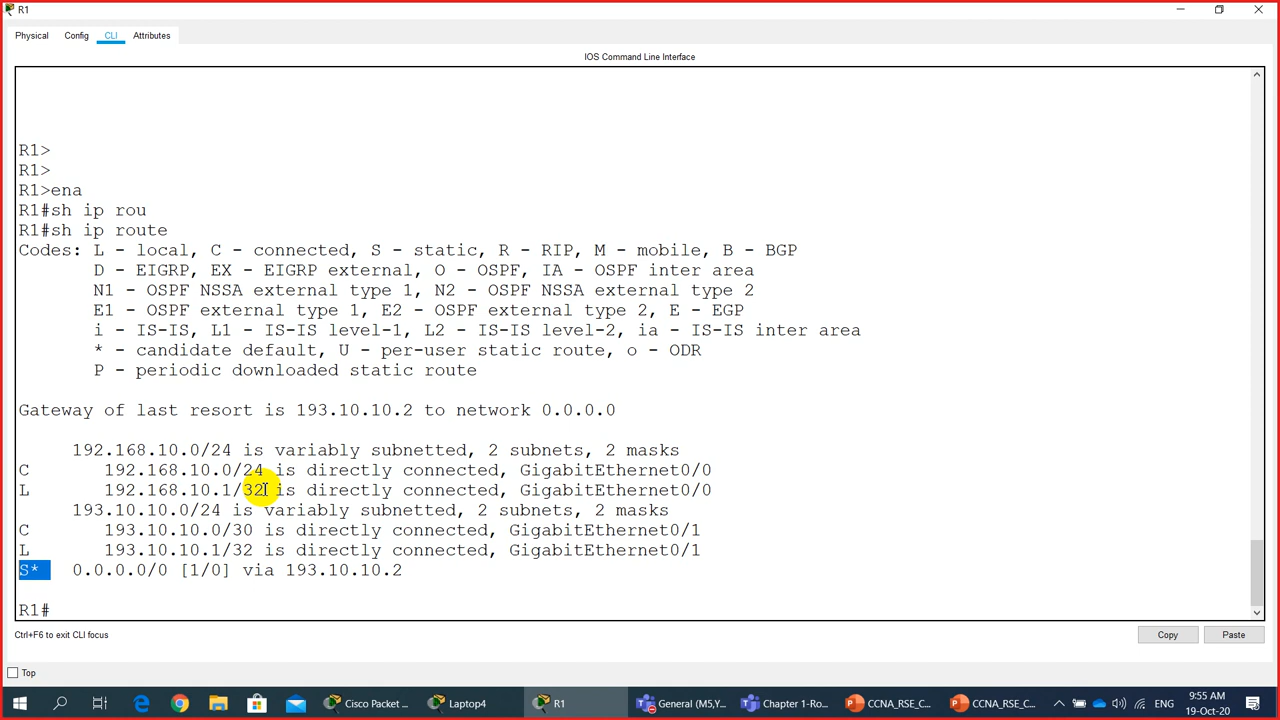 R1
Physical Config CLI Attributes
IOS Command Line Interface
R1>
R1>
R1>ena
R1#sh ip rou
R1#sh ip route
Codes: L - local, C - connected, S - static, R - RIP, M - mobile, B - BGP
D - EIGRP, EX - EIGRP external, O - OSPF, IA - OSPF inter area
N1 - OSPF NSSA external type 1, N2 - OSPF NSSA external type 2
E1 - OSPF external type 1, E2 - OSPF external type 2, E - EGP
i - IS-IS, L1 - IS-IS level-1, L2 - IS-IS level-2, ia - IS-IS inter area
* - candidate default, U - per-user static route, o - ODR
P - periodic downloaded static route
Gateway of last resort is 193.10.10.2 to network 0.0.0.0
192.168.10.0/24 is variably subnetted, 2 subnets, 2 masks
C 192.168.10.0/24 is directly connected, GigabitEthernet0/0
L 192.168.10.1/32 is directly connected, GigabitEthernet0/0
193.10.10.0/24 is variably subnetted, 2 subnets, 2 masks
C 193.10.10.0/30 is directly connected, GigabitEthernet0/1
L 193.10.10.1/32 is directly connected, GigabitEthernet0/1
S* 0.0.0.0/0 [1/0] via 193.10.10.2
R1#
Ctrl+F6 to exit CLI focus
Copy Paste
Top
Cisco Packet ... Laptop4 R1 General (M5,Y... Chapter 1-Ro... CCNA_RSE_C... CCNA_RSE_C... ENG 9:55 AM
19-Oct-20